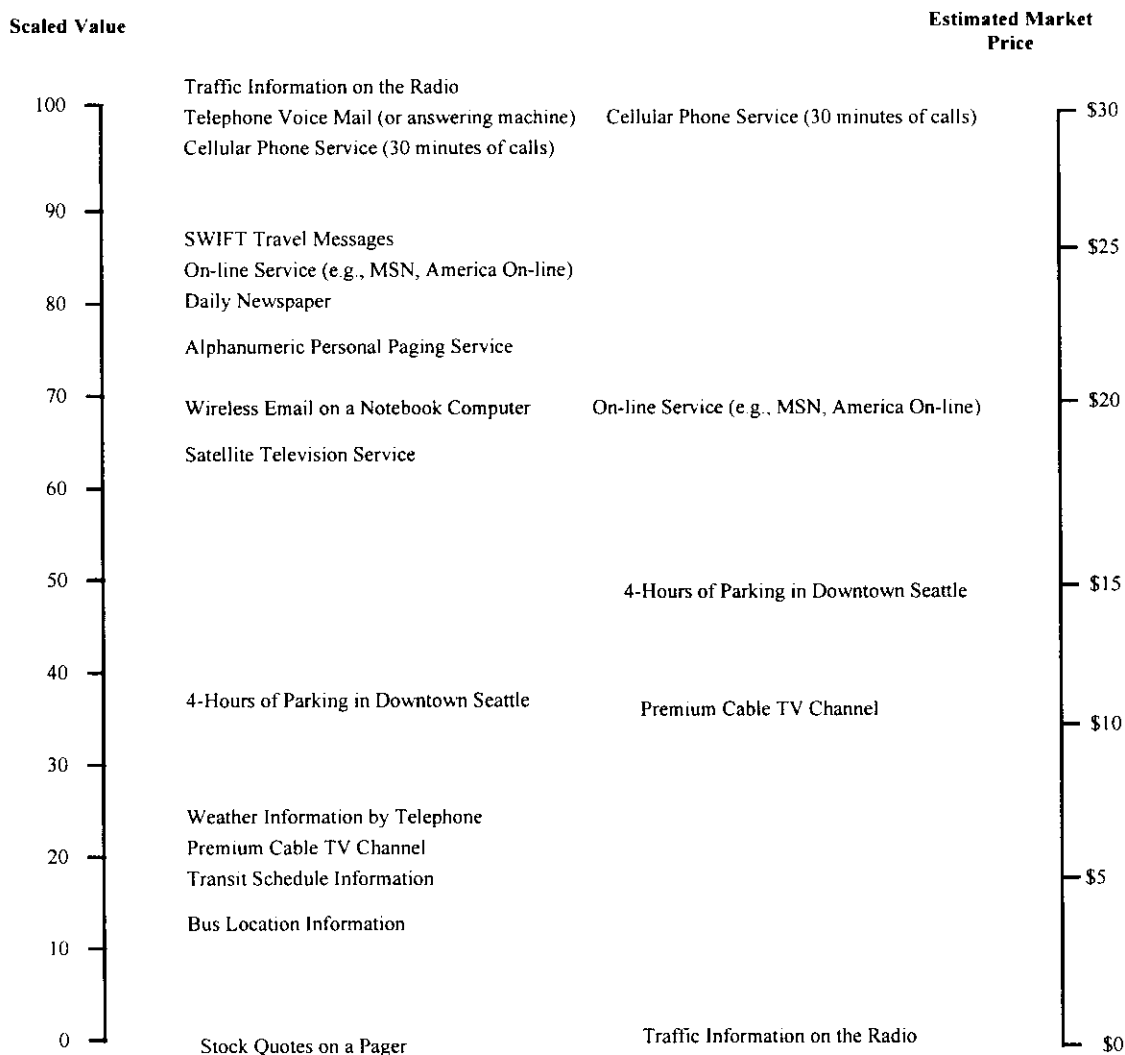 Scaled Value
Estimated Market
Price
Traffic Information on the Radio
100
Telephone Voice Mail (or answering machine)
Cellular Phone Service (30 minutes of calls)
$30
Cellular Phone Service (30 minutes of calls)
90
SWIFT Travel Messages
$25
On-line Service (e.g., MSN, America On-line)
80
Daily Newspaper
Alphanumeric Personal Paging Service
70
Wireless Email on a Notebook Computer
On-line Service (e.g., MSN, America On-line)
$20
Satellite Television Service
60
50
4-Hours of Parking in Downtown Seattle
$15
40
4-Hours of Parking in Downtown Seattle
Premium Cable TV Channel
$10
30
Weather Information by Telephone
Premium Cable TV Channel
20
Transit Schedule Information
$5
Bus Location Information
10
0
Stock Quotes on a Pager
Traffic Information on the Radio
$0